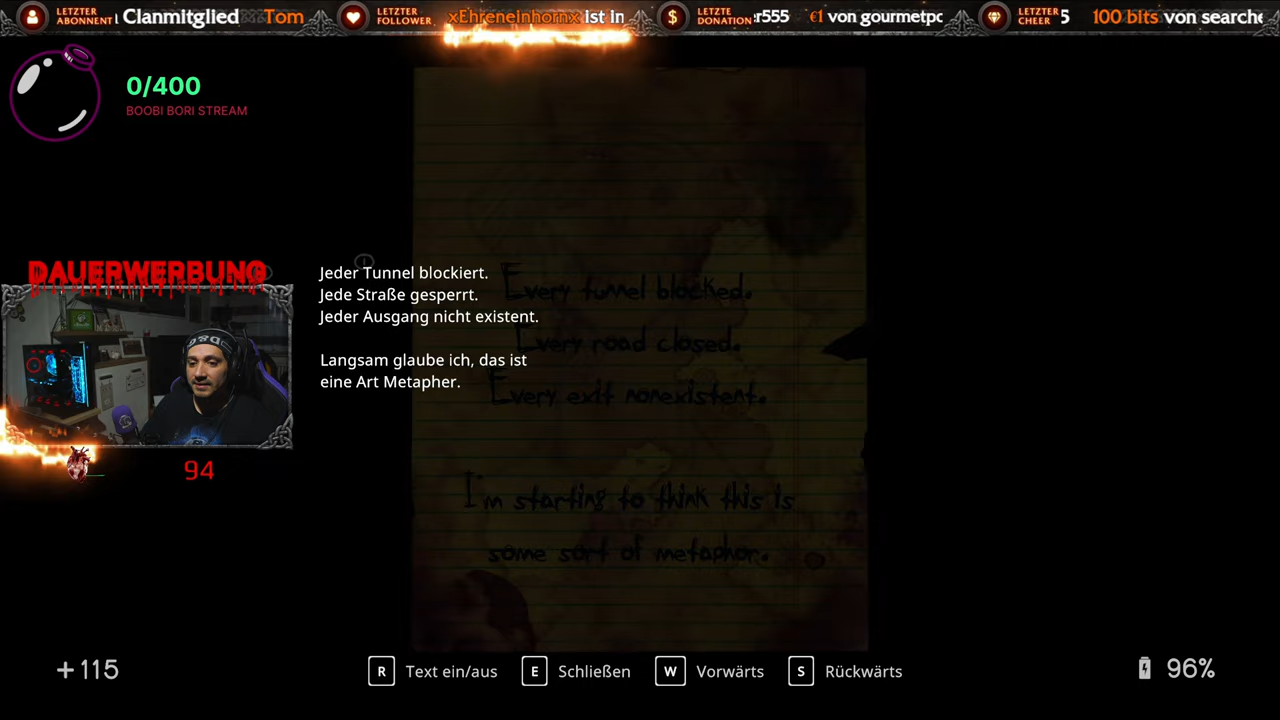 LETZTER
ABONNENT
Clanmitglied Tom
LETZTER
FOLLOWER
xEhreneinhornx ist in
LETZTE
DONATION
r555 €1 von gourmetpo
LETZTER
CHEER
5 100 bits von searche
0/400
BOOBI BORI STREAM
DAUERWERBUNG
94
Jeder Tunnel blockiert.
Jede Straße gesperrt.
Jeder Ausgang nicht existent.
Langsam glaube ich, das ist
eine Art Metapher.
Every tunnel blocked.
Every road closed.
Every exit nonexistent.
I'm starting to think this is
some sort of metaphor.
+115
R Text ein/aus
E Schließen
W Vorwärts
S Rückwärts
96%